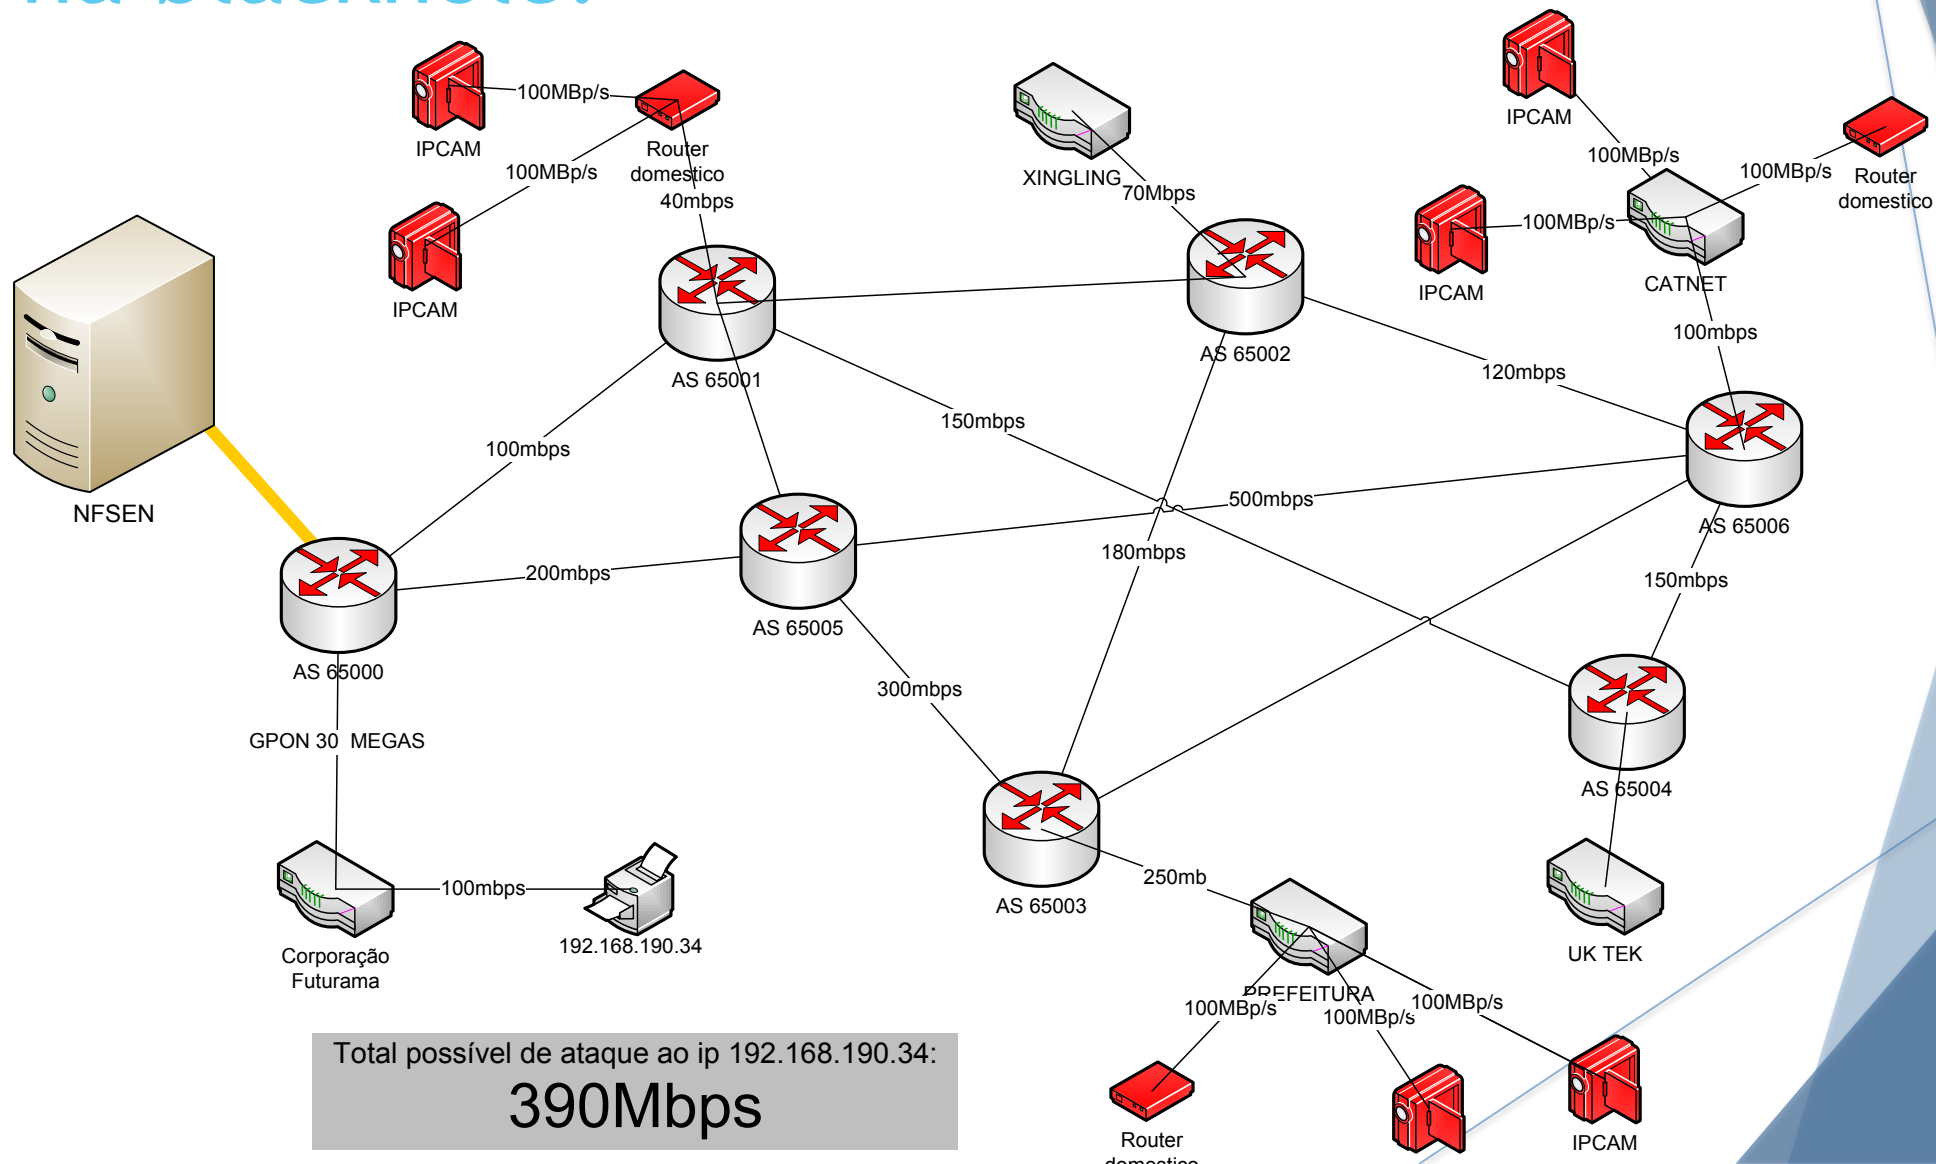 na blackhole?
100MBp/s
IPCAM
100MBp/s
IPCAM
Router
domestico
40mbps
XINGLING
70Mbps
IPCAM
100MBp/s
100MBp/s
Router
domestico
100MBp/s
IPCAM
CATNET
100mbps
NFSEN
AS 65001
AS 65002
120mbps
150mbps
100mbps
500mbps
AS 65006
180mbps
200mbps
150mbps
AS 65005
AS 65000
300mbps
GPON 30  MEGAS
AS 65004
100mbps
250mb
AS 65003
192.168.190.34
Corporação
Futurama
UK TEK
PREFEITURA
100MBp/s
100MBp/s
100MBp/s
Total possível de ataque ao ip 192.168.190.34:
390Mbps
Router
domestico
IPCAM